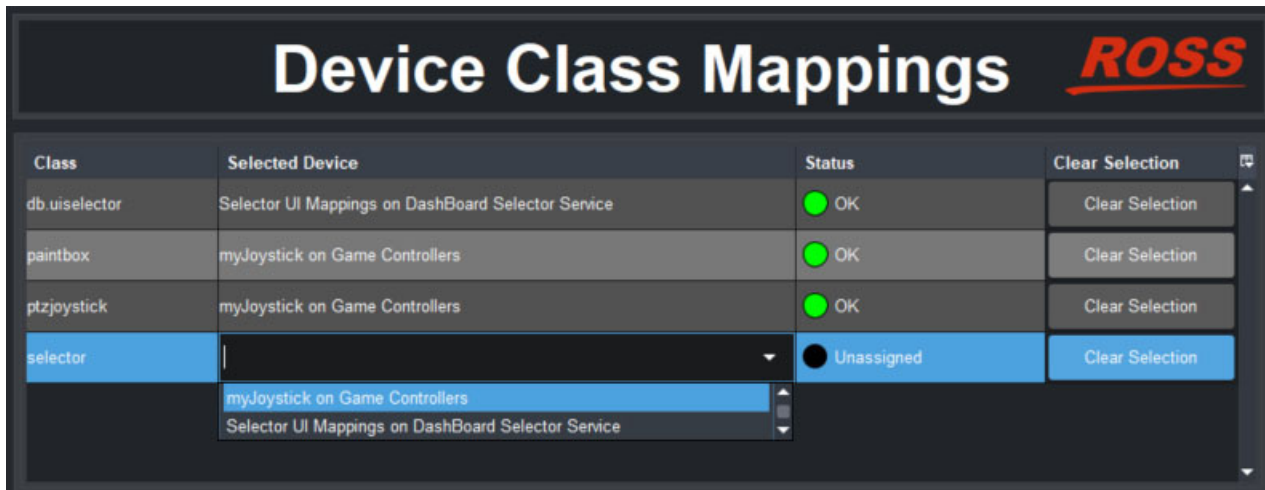 Device Class Mappings ROSS
Class Selected Device Status Clear Selection
db.uiselector Selector UI Mappings on DashBoard Selector Service OK Clear Selection
paintbox myJoystick on Game Controllers OK Clear Selection
ptzjoystick myJoystick on Game Controllers OK Clear Selection
selector Unassigned Clear Selection
myJoystick on Game Controllers
Selector UI Mappings on DashBoard Selector Service